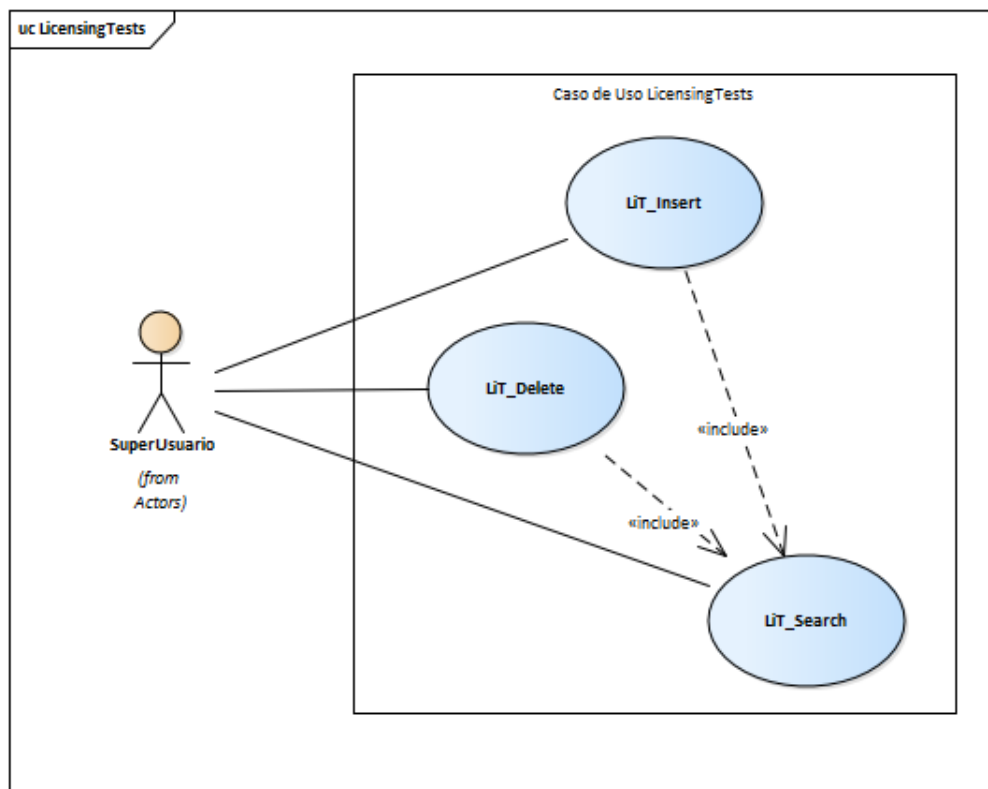 uc LicensingTests
Caso de Uso LicensingTests
LiT_Insert
LiT_Delete
«include»
SuperUsuario
(from
Actors)
«include»
LiT_Search